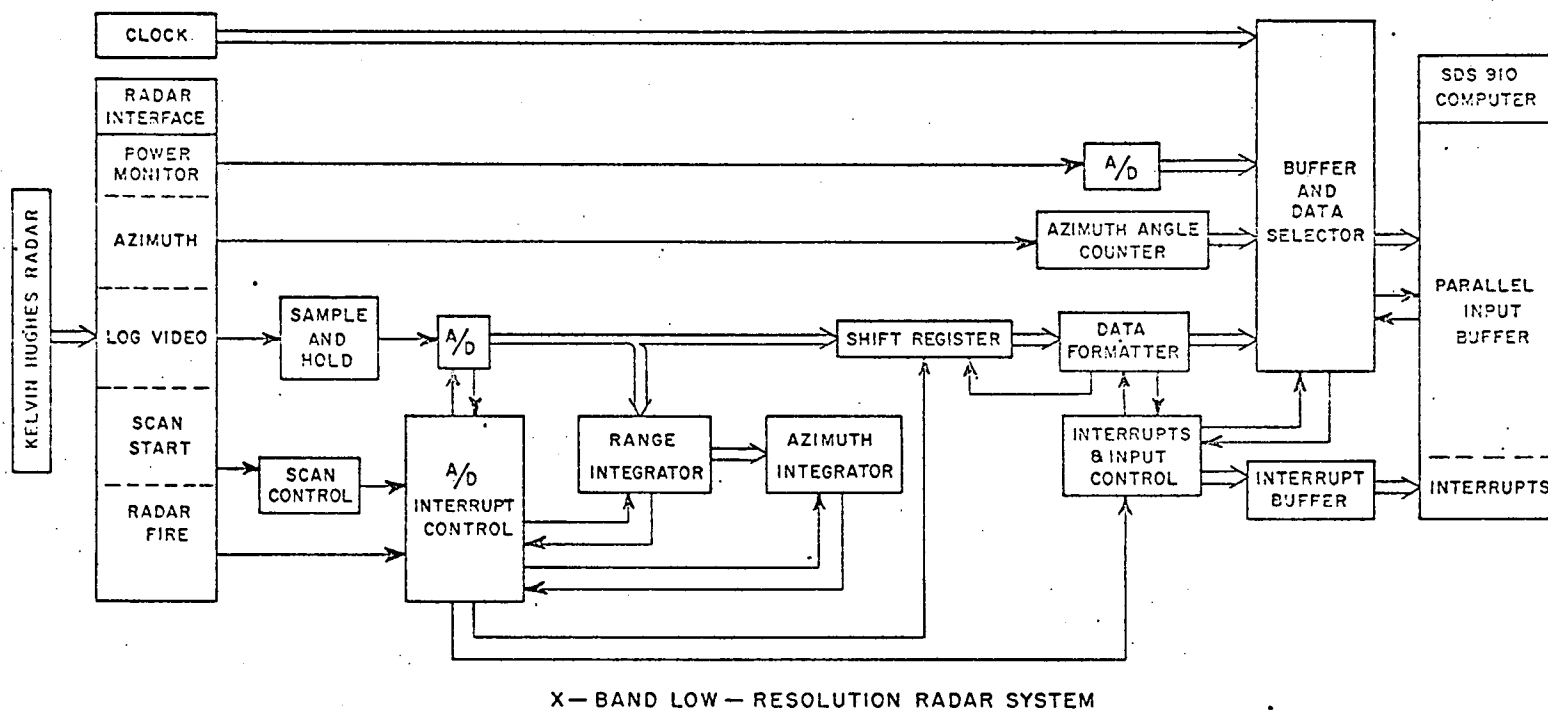 CLOCK.
RADAR
INTERFACE
POWER
MONITOR
AZIMUTH
LOG VIDEO
SCAN
START
RADAR
FIRE
KELVIN HUGHES RADAR
SAMPLE
AND
HOLD
A/D
SCAN
CONTROL
A/D
INTERRUPT
CONTROL
RANGE
INTEGRATOR
AZIMUTH
INTEGRATOR
A/D
AZIMUTH ANGLE
COUNTER
SHIFT REGISTER
DATA
FORMATTER
INTERRUPTS
& INPUT
CONTROL
INTERRUPT
BUFFER
BUFFER
AND
DATA
SELECTOR
SDS 910
COMPUTER
PARALLEL
INPUT
BUFFER
INTERRUPTS
X—BAND LOW—RESOLUTION RADAR SYSTEM